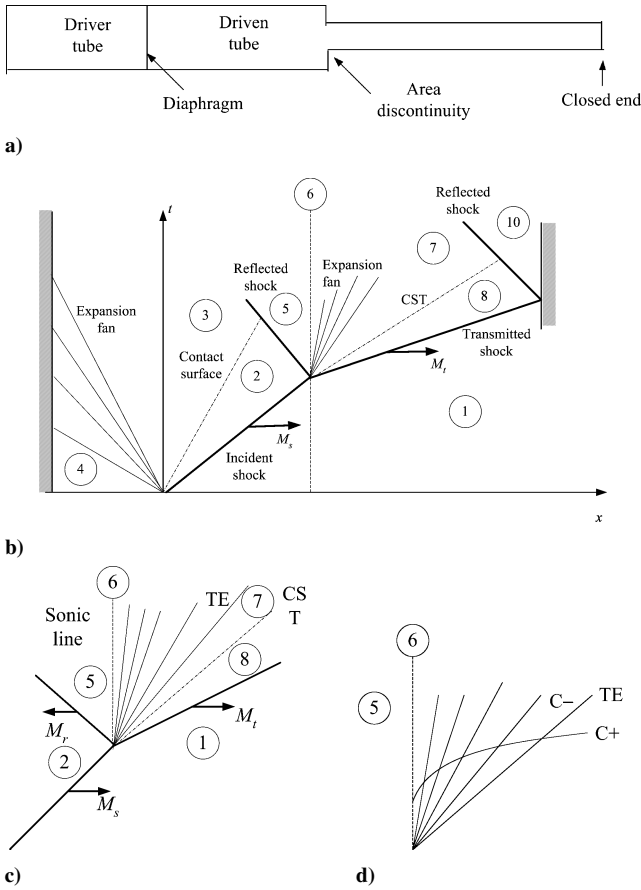 Driver
tube
Driven
tube
Diaphragm
Area
discontinuity
Closed end
a)
6
t
Reflected
shock
10
7
Reflected
shock
Expansion
fan
5
Expansion
fan
3
CST
8
Contact
surface
2
Transmitted
shock
M_t
1
M_s
Incident
shock
4
x
b)
6
TE
7
CS
T
Sonic
line
8
5
M_r
M_t
1
2
M_s
c)
6
5
C−
TE
C+
d)